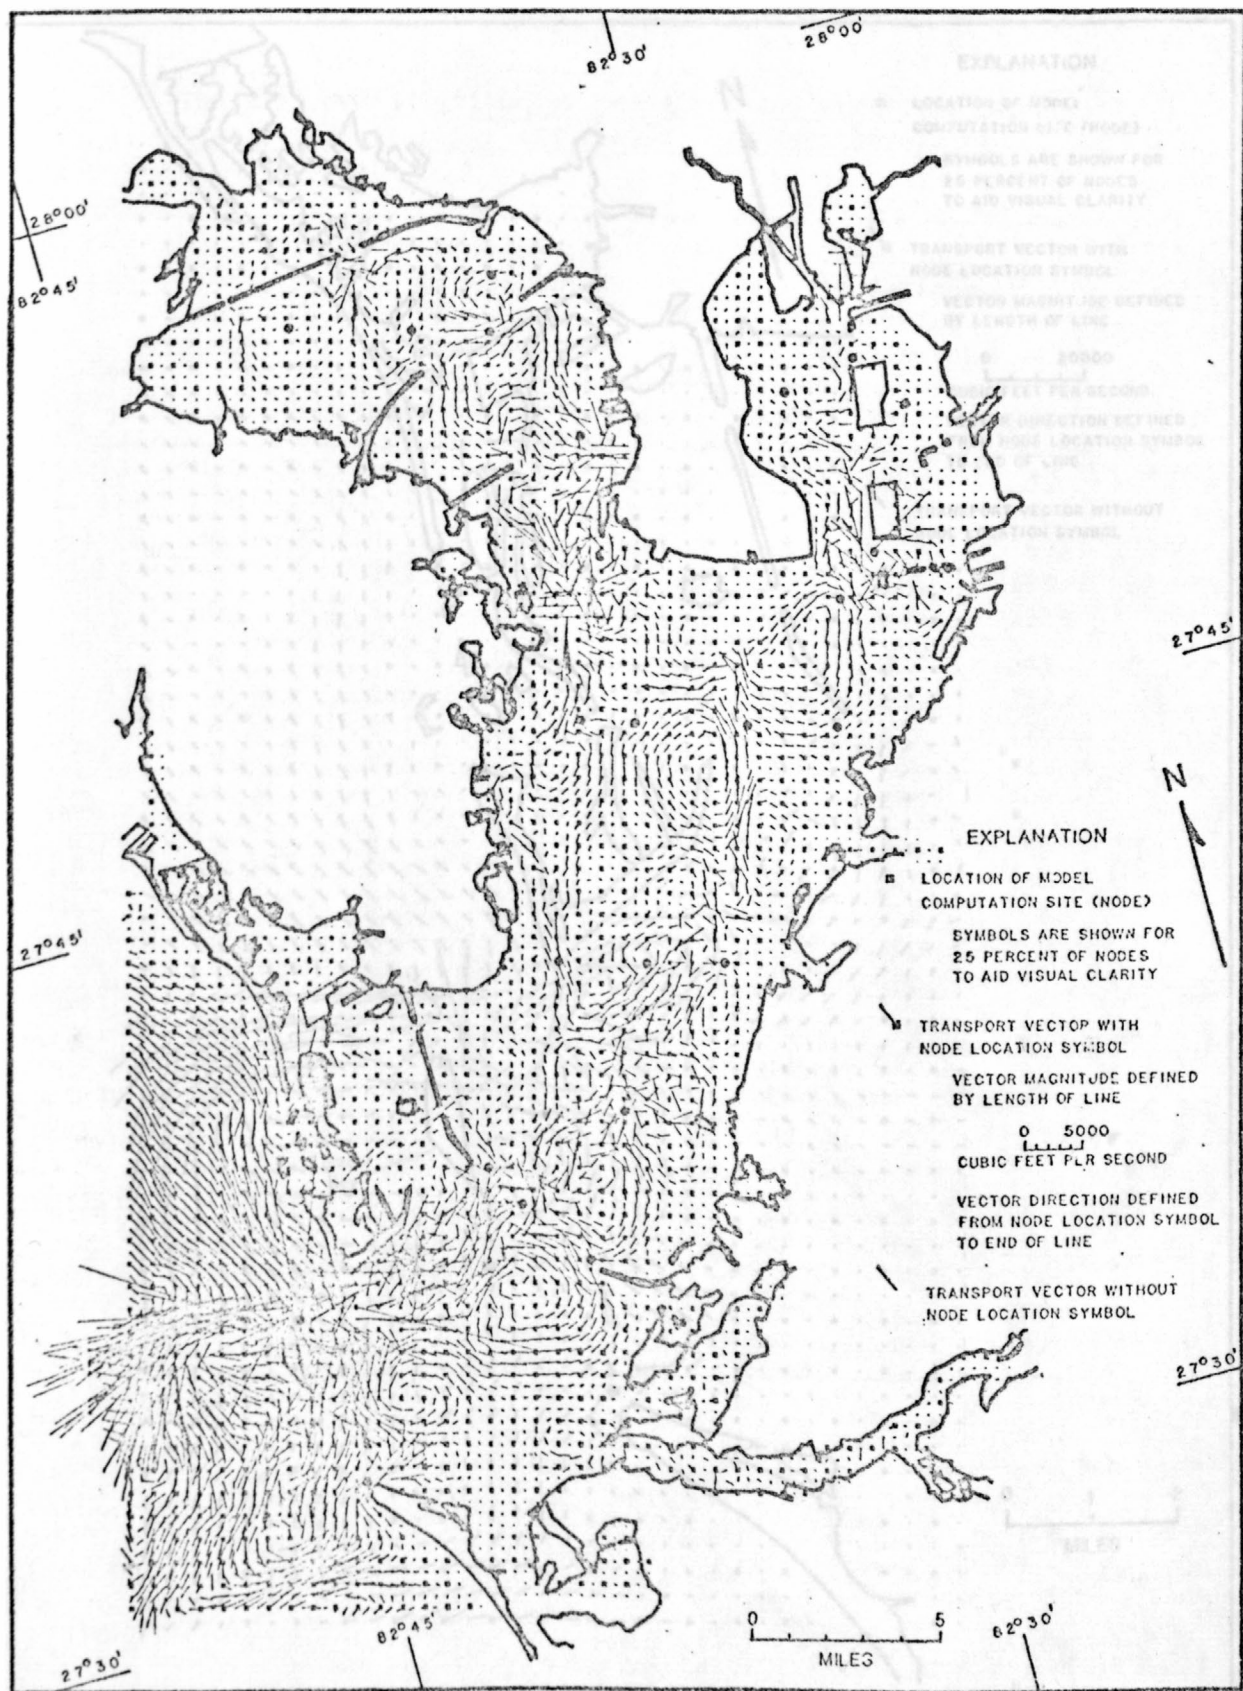 82°30'
28°00'
28°00'
82°45'
27°45'
N
EXPLANATION
LOCATION OF MODEL
COMPUTATION SITE (NODE)
SYMBOLS ARE SHOWN FOR
25 PERCENT OF NODES
TO AID VISUAL CLARITY
27°45'
TRANSPORT VECTOR WITH
NODE LOCATION SYMBOL
VECTOR MAGNITUDE DEFINED
BY LENGTH OF LINE
0 5000
CUBIC FEET PER SECOND
VECTOR DIRECTION DEFINED
FROM NODE LOCATION SYMBOL
TO END OF LINE
TRANSPORT VECTOR WITHOUT
NODE LOCATION SYMBOL
27°30'
0 5
MILES
82°45'
82°30'
27°30'